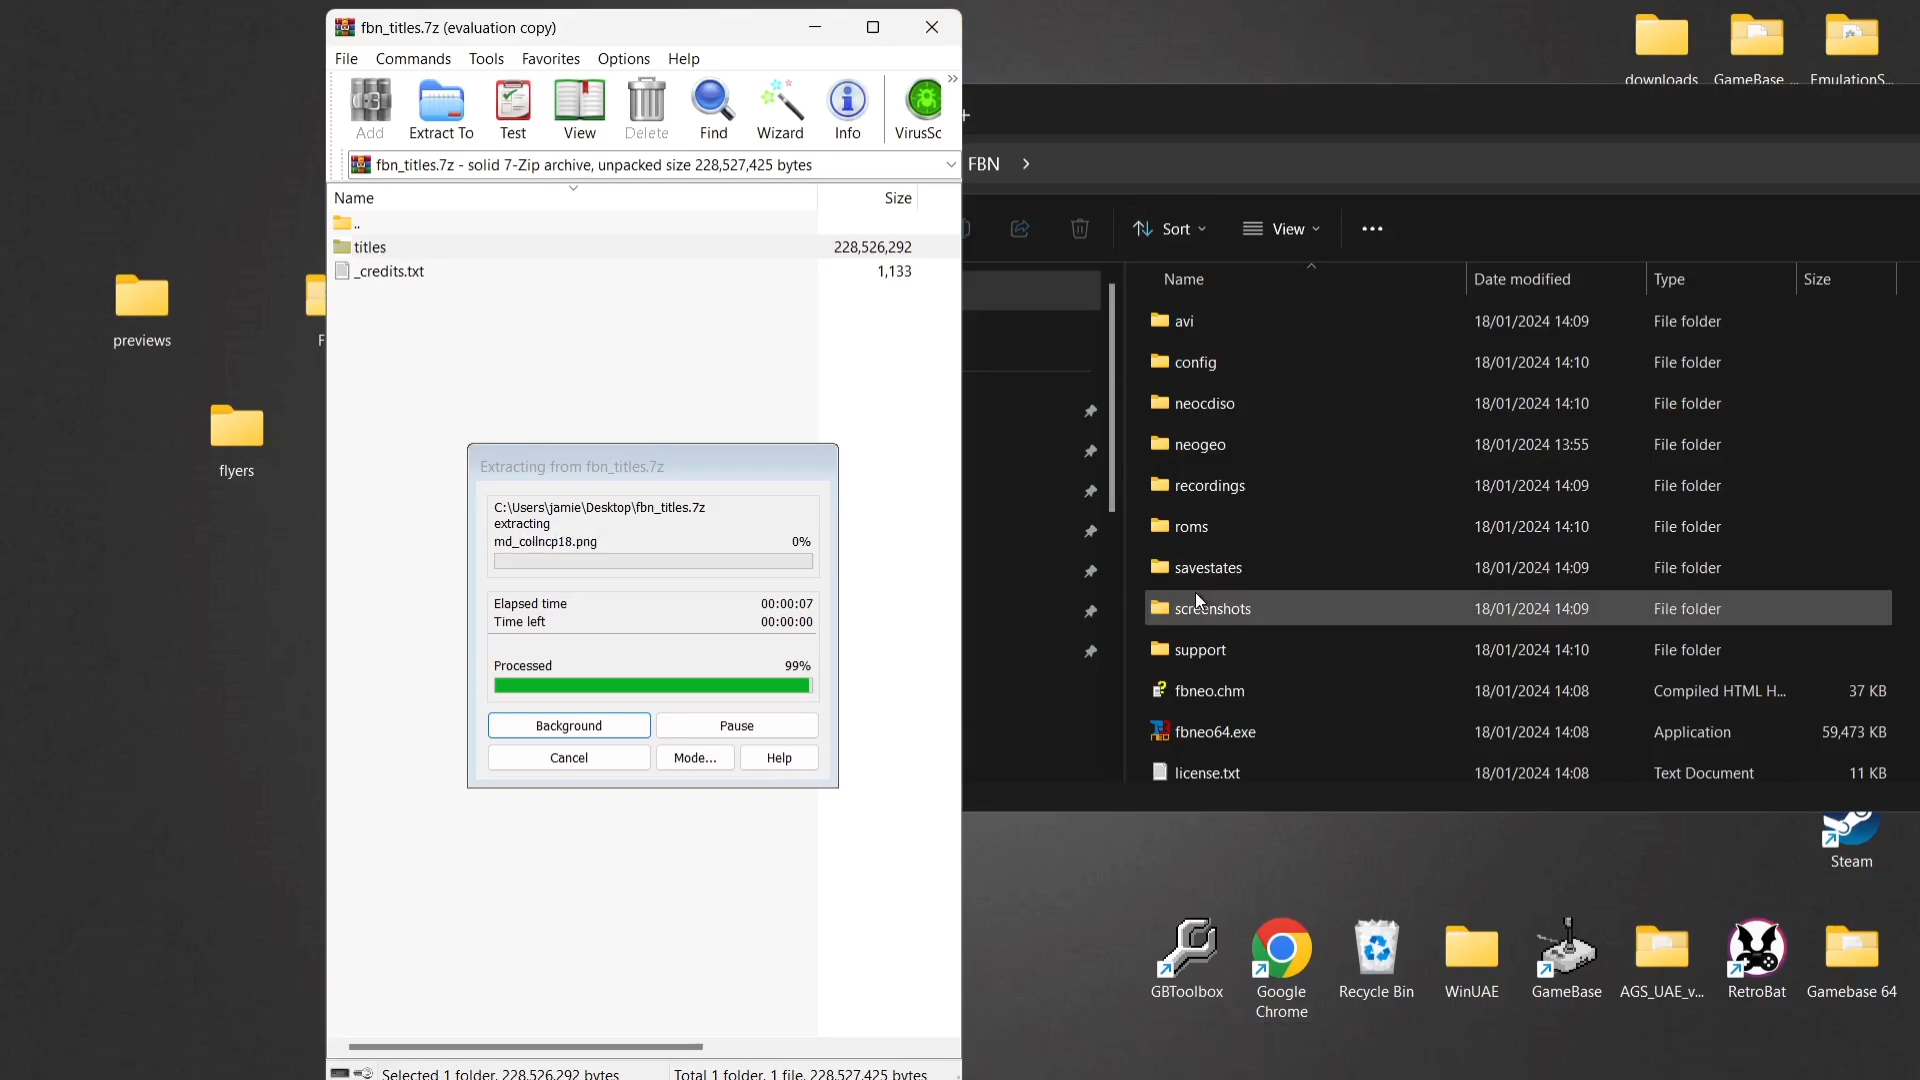 fbn_titles.7z (evaluation copy)
File Commands Tools Favorites Options Help
Add Extract To Test View Delete Find Wizard Info VirusSc
fbn_titles.7z - solid 7-Zip archive, unpacked size 228,527,425 bytes
Name Size
..
titles 228,526,292
_credits.txt 1,133
previews
F
flyers
Extracting from fbn_titles.7z
C:\Users\jamie\Desktop\fbn_titles.7z
extracting
md_collncp18.png 0%
Elapsed time 00:00:07
Time left 00:00:00
Processed 99%
Background Pause
Cancel Mode... Help
Selected 1 folder, 228,526,292 bytes Total 1 folder, 1 file, 228,527,425 bytes
downloads GameBase ... EmulationS...
FBN
Sort View
Name Date modified Type Size
avi 18/01/2024 14:09 File folder
config 18/01/2024 14:10 File folder
neocdiso 18/01/2024 14:10 File folder
neogeo 18/01/2024 13:55 File folder
recordings 18/01/2024 14:09 File folder
roms 18/01/2024 14:10 File folder
savestates 18/01/2024 14:09 File folder
screenshots 18/01/2024 14:09 File folder
support 18/01/2024 14:10 File folder
fbneo.chm 18/01/2024 14:08 Compiled HTML H... 37 KB
fbneo64.exe 18/01/2024 14:08 Application 59,473 KB
license.txt 18/01/2024 14:08 Text Document 11 KB
Steam
GBToolbox Google Chrome Recycle Bin WinUAE GameBase AGS_UAE_v... RetroBat Gamebase 64